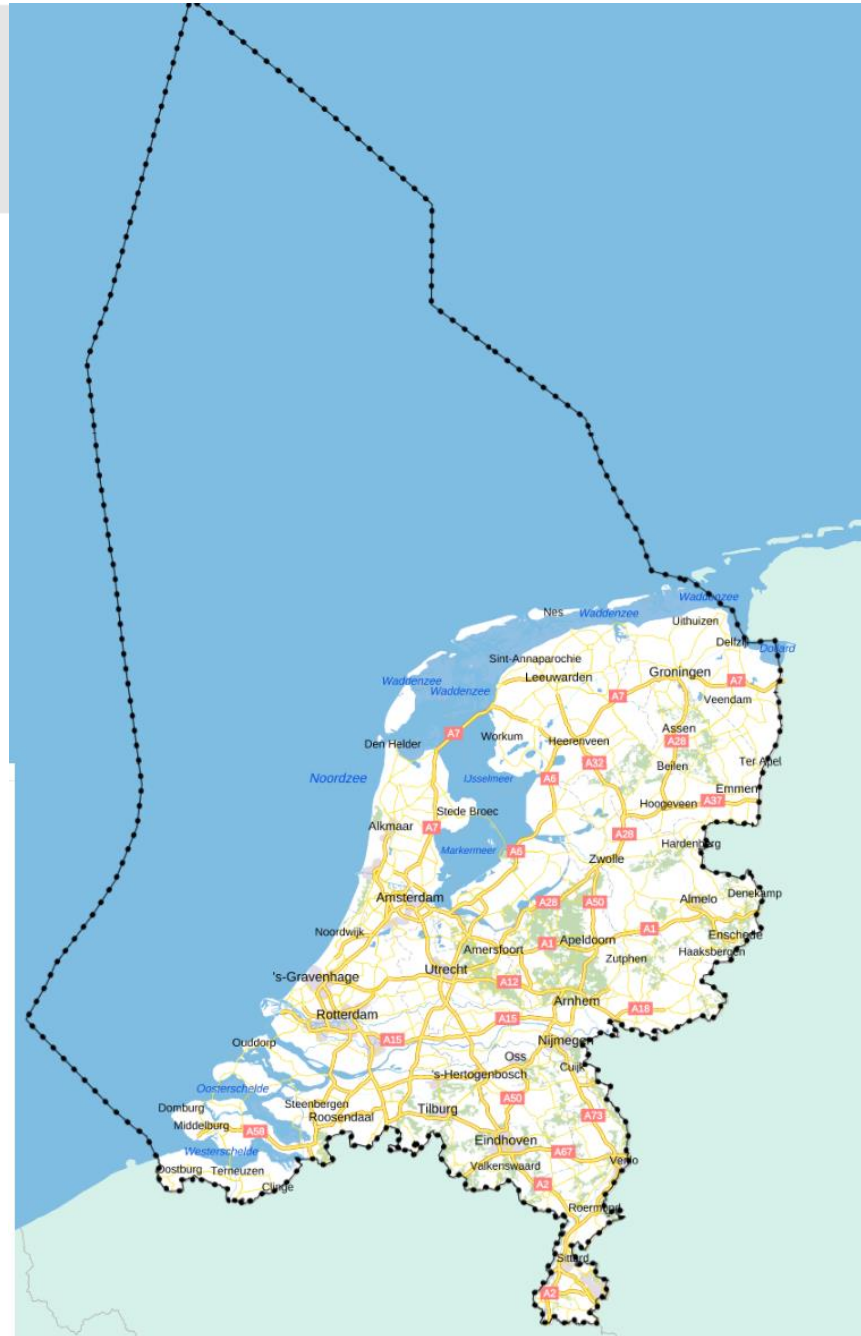 Waddenzee
Nes
Waddenzee
Uithuizen
Delfzijl
Dollard
Sint-Annaparochie
Groningen
Waddenzee
Leeuwarden
A7
Waddenzee
A7
Veendam
Assen
A7
Workum
Den Helder
Heerenveen
A28
A32
Ter Apel
Beilen
Noordzee
IJsselmeer
A6
Emmen
A37
Hoogeveen
Stede Broec
Alkmaar
A7
A28
Hardenberg
Markermeer
A6
Zwolle
Denekamp
Amsterdam
A28
A50
Almelo
Noordwijk
A1
Enschede
Apeldoorn
A1
Amersfoort
Haaksbergen
Zutphen
's-Gravenhage
Utrecht
A12
Arnhem
A18
Rotterdam
A15
A15
Ouddorp
Nijmegen
Oss
Cuijk
's-Hertogenbosch
Oosterschelde
A50
Steenbergen
Domburg
Tilburg
A73
Roosendaal
Middelburg
A58
Eindhoven
Westerschelde
A67
Venlo
Oostburg
Terneuzen
Valkenswaard
Clinge
A2
Roermond
Sittard
A2